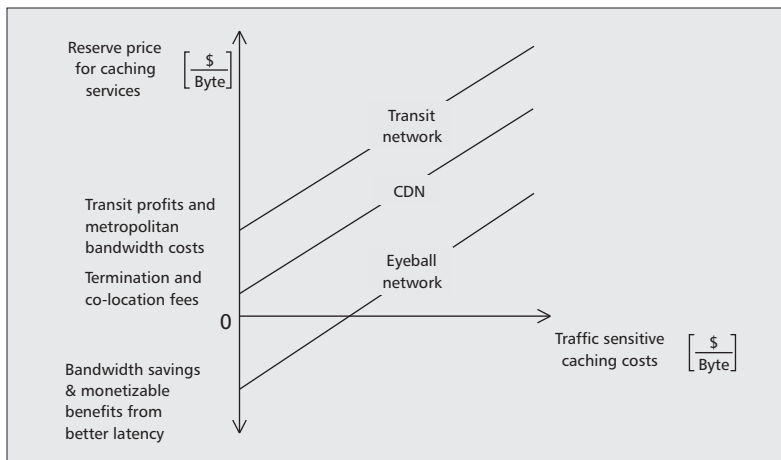 Reserve price
for caching
services
[$/Byte]
Transit
network
CDN
Transit profits and
metropolitan
bandwidth costs
Eyeball
network
Termination and
co-location fees
0
Traffic sensitive
caching costs
[$/Byte]
Bandwidth savings
& monetizable
benefits from
better latency